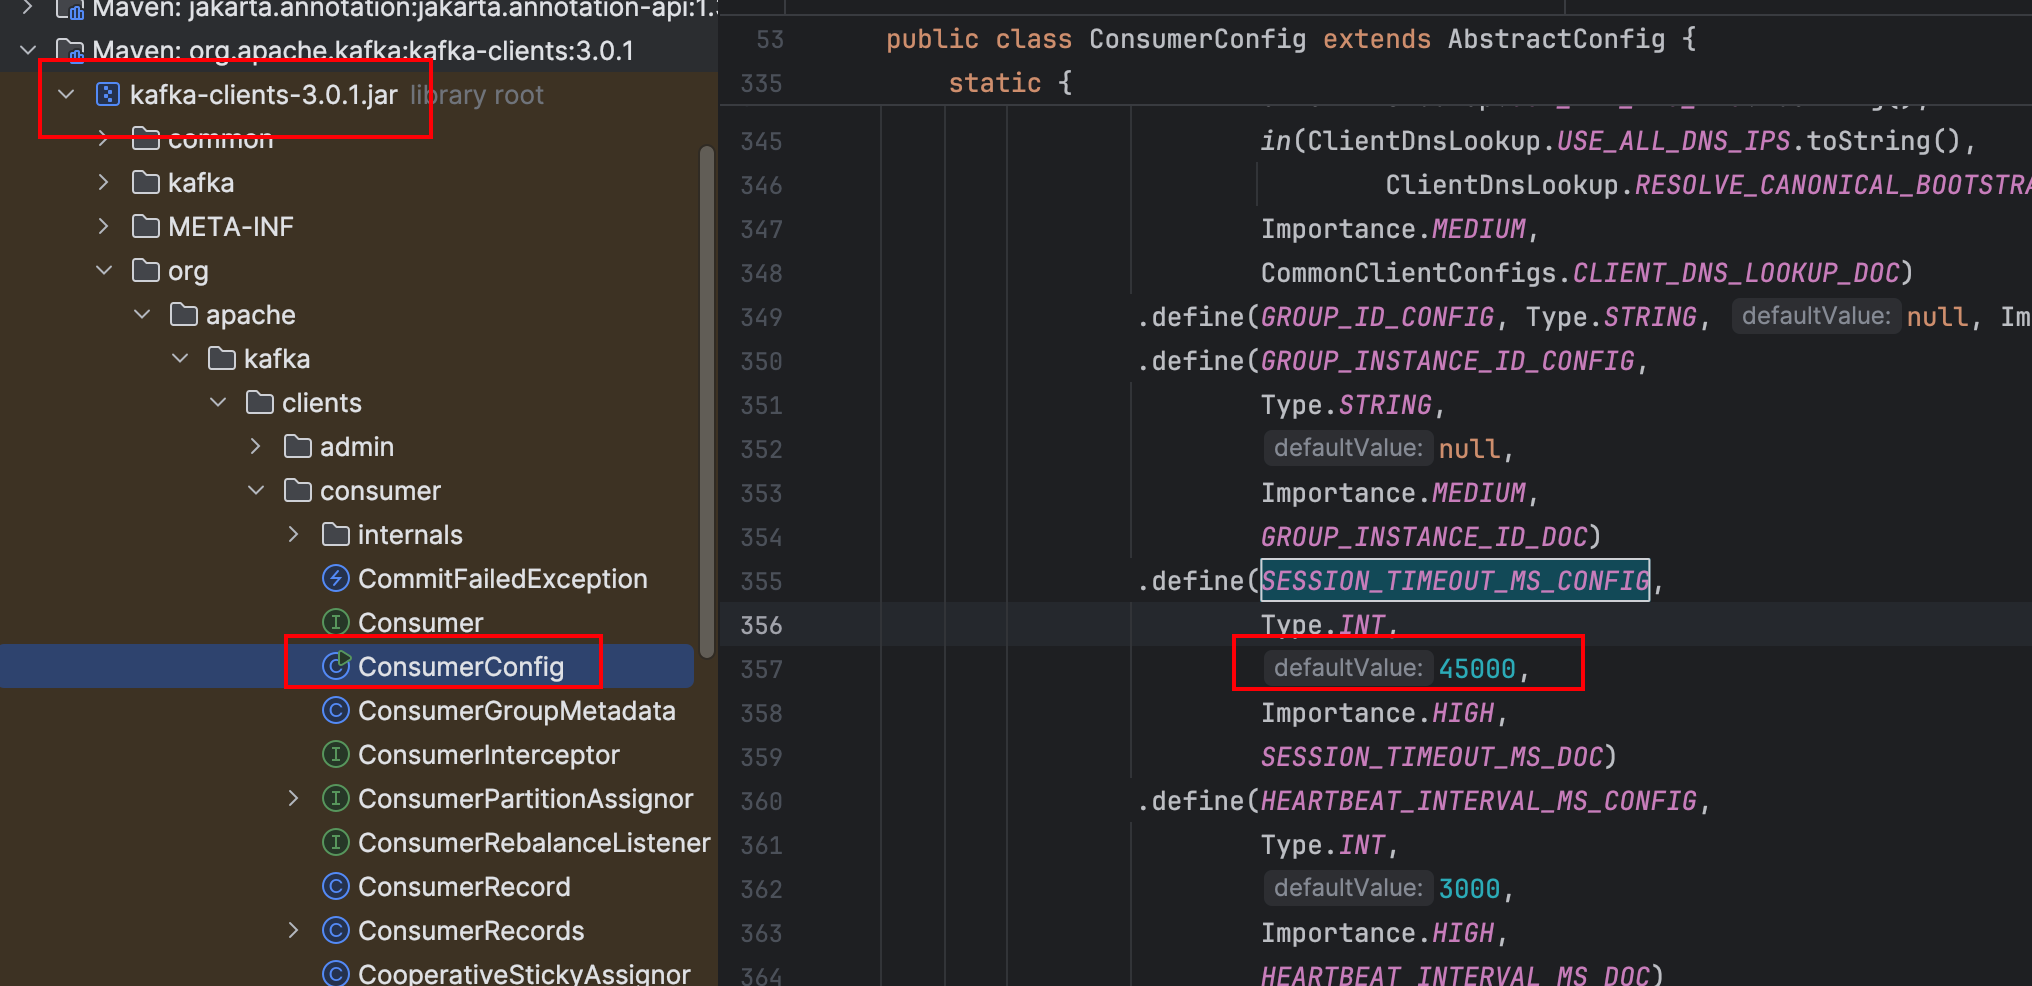 Maven: jakarta.annotation:jakarta.annotation-api:1.
Maven: org.apache.kafka:kafka-clients:3.0.1
kafka-clients-3.0.1.jar library root
common
kafka
META-INF
org
apache
kafka
clients
admin
consumer
internals
CommitFailedException
Consumer
ConsumerConfig
ConsumerGroupMetadata
ConsumerInterceptor
ConsumerPartitionAssignor
ConsumerRebalanceListener
ConsumerRecord
ConsumerRecords
CooperativeStickyAssignor
53 public class ConsumerConfig extends AbstractConfig {
335 static {
345 in(ClientDnsLookup.USE_ALL_DNS_IPS.toString(),
346 ClientDnsLookup.RESOLVE_CANONICAL_BOOTSTRA
347 Importance.MEDIUM,
348 CommonClientConfigs.CLIENT_DNS_LOOKUP_DOC)
349 .define(GROUP_ID_CONFIG, Type.STRING, defaultValue: null, Im
350 .define(GROUP_INSTANCE_ID_CONFIG,
351 Type.STRING,
352 defaultValue: null,
353 Importance.MEDIUM,
354 GROUP_INSTANCE_ID_DOC)
355 .define(SESSION_TIMEOUT_MS_CONFIG,
356 Type.INT,
357 defaultValue: 45000,
358 Importance.HIGH,
359 SESSION_TIMEOUT_MS_DOC)
360 .define(HEARTBEAT_INTERVAL_MS_CONFIG,
361 Type.INT,
362 defaultValue: 3000,
363 Importance.HIGH,
364 HEARTBEAT_INTERVAL_MS_DOC)